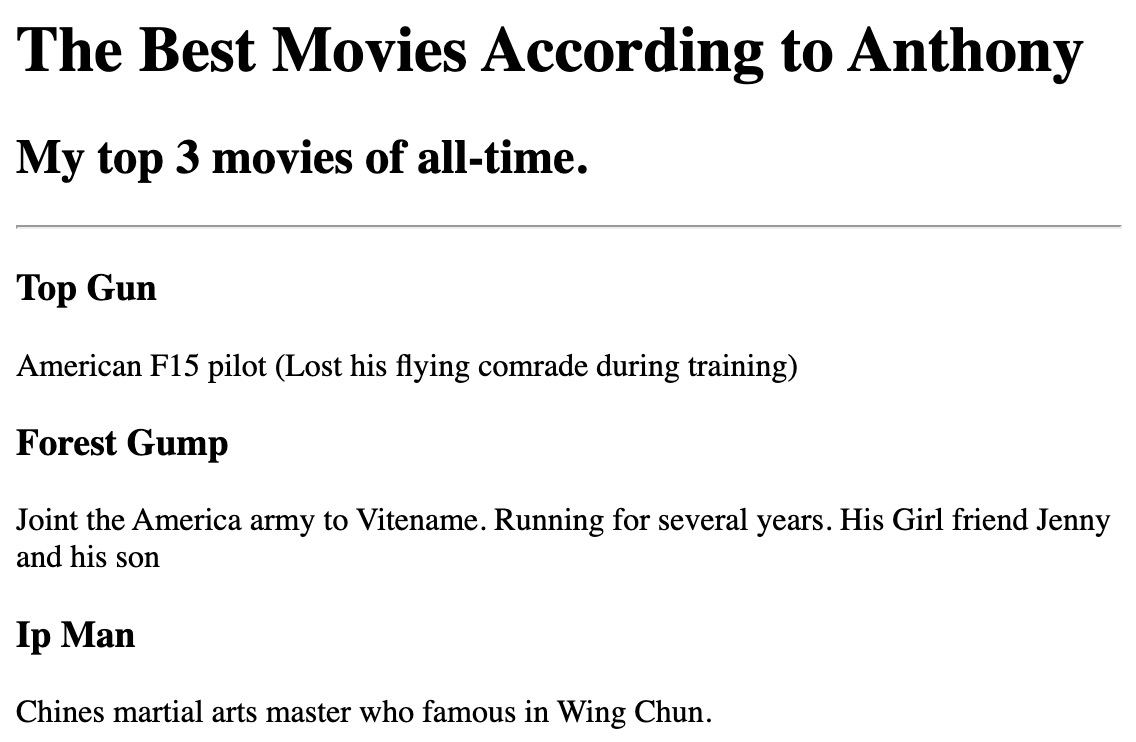 The Best Movies According to Anthony
My top 3 movies of all-time.
Top Gun
American F15 pilot (Lost his flying comrade during training)
Forest Gump
Joint the America army to Vitename. Running for several years. His Girl friend Jenny
and his son
Ip Man
Chines martial arts master who famous in Wing Chun.